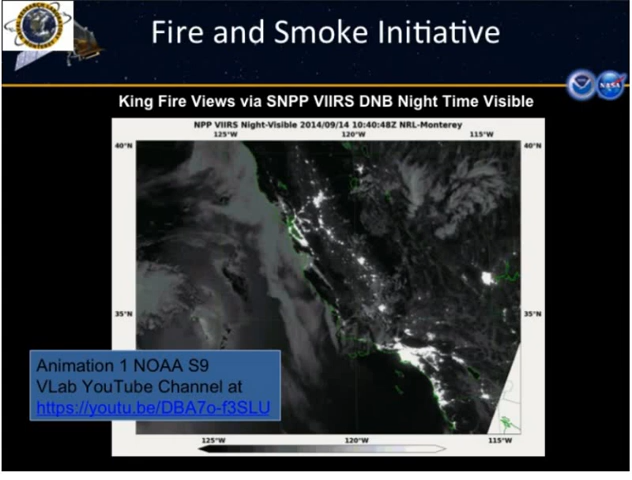 Fire and Smoke Initiative
NASA
King Fire Views via SNPP VIIRS DNB Night Time Visible
NPP VIIRS Night-Visible 2014/09/14 10:40:48Z NRL-Monterey
125°W 120°W 115°W
40°N 40°N
35°N 35°N
Animation 1 NOAA S9
VLab YouTube Channel at
https://youtu.be/DBA7o-f3SLU
125°W 120°W 115°W